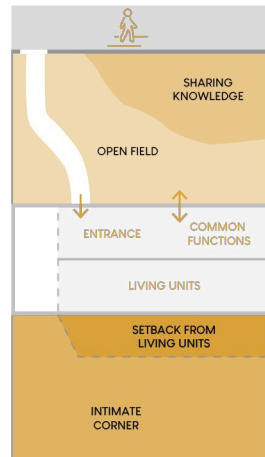 SHARING
KNOWLEDGE
OPEN FIELD
ENTRANCE
COMMON
FUNCTIONS
LIVING UNITS
SETBACK FROM
LIVING UNITS
INTIMATE
CORNER